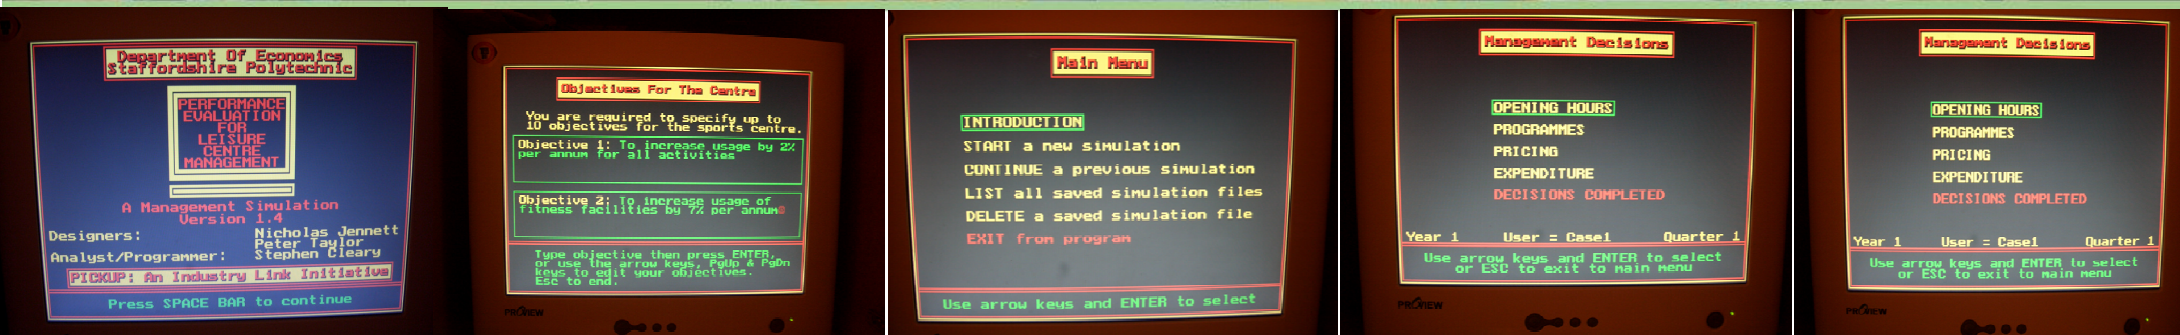 Department Of Economics
Staffordshire Polytechnic
PERFORMANCE
EVALUATION
FOR
LEISURE
CENTRE
MANAGEMENT
A Management Simulation
Version 1.4
Designers: Nicholas Jennett
Peter Taylor
Analyst/Programmer: Stephen Cleary
PICKUP: An Industry Link Initiative
Press SPACE BAR to continue
Objectives For The Centre
You are required to specify up to
10 objectives for the sports centre.
Objective 1: To increase usage by 2%
per annum for all activities
Objective 2: To increase usage of
fitness facilities by 7% per annum
Type objective then press ENTER,
or use the arrow keys, PgUp & PgDn
keys to edit your objectives.
Esc to end.
PROVIEW
Main Menu
INTRODUCTION
START a new simulation
CONTINUE a previous simulation
LIST all saved simulation files
DELETE a saved simulation file
EXIT from program
Use arrow keys and ENTER to select
Management Decisions
OPENING HOURS
PROGRAMMES
PRICING
EXPENDITURE
DECISIONS COMPLETED
Year 1 User = Case1 Quarter 1
Use arrow keys and ENTER to select
or ESC to exit to main menu
PROVIEW
Management Decisions
OPENING HOURS
PROGRAMMES
PRICING
EXPENDITURE
DECISIONS COMPLETED
Year 1 User = Case1 Quarter 1
Use arrow keys and ENTER to select
or ESC to exit to main menu
PROVIEW